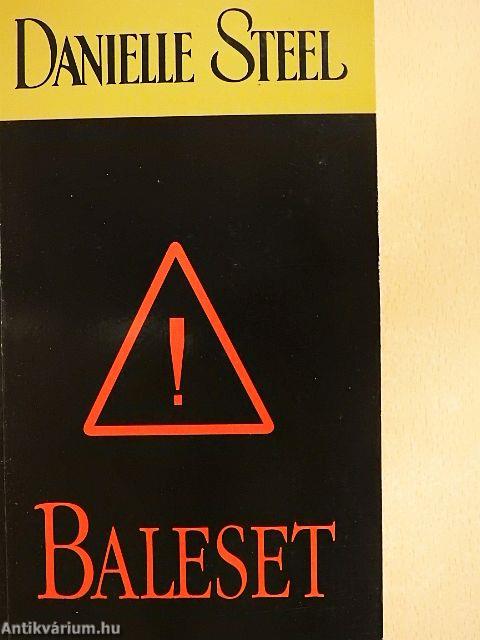 DANIELLE STEEL
!
BALESET
Antikvárium.hu